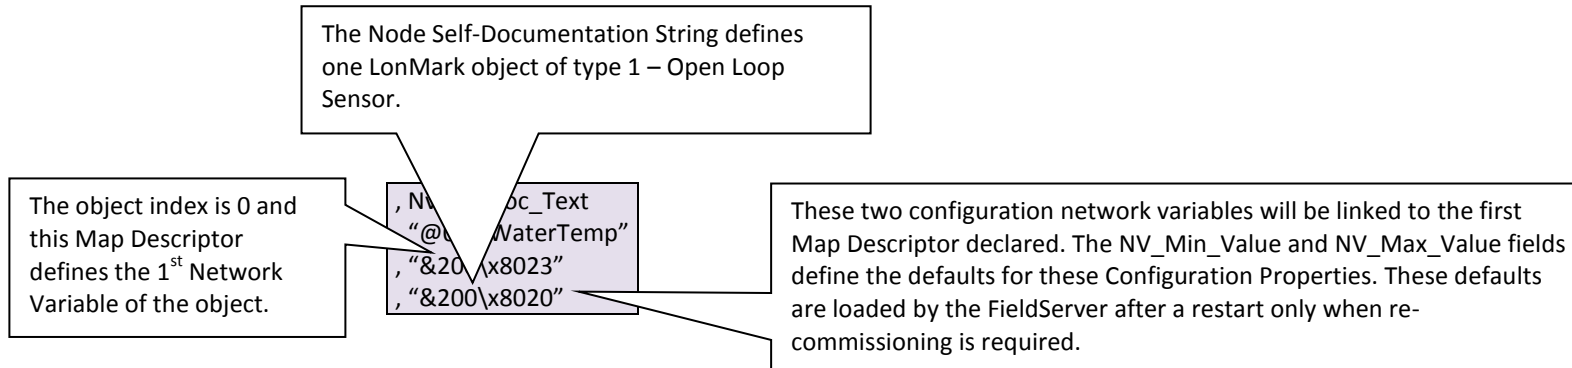 The Node Self-Documentation String defines
one LonMark object of type 1 – Open Loop
Sensor.
The object index is 0 and
this Map Descriptor
defines the 1st Network
Variable of the object.
, oc_Text
WaterTemp”
\x8023”
, “&200\x8020”
These two configuration network variables will be linked to the first
Map Descriptor declared. The NV_Min_Value and NV_Max_Value fields
define the defaults for these Configuration Properties. These defaults
are loaded by the FieldServer after a restart only when re-
commissioning is required.